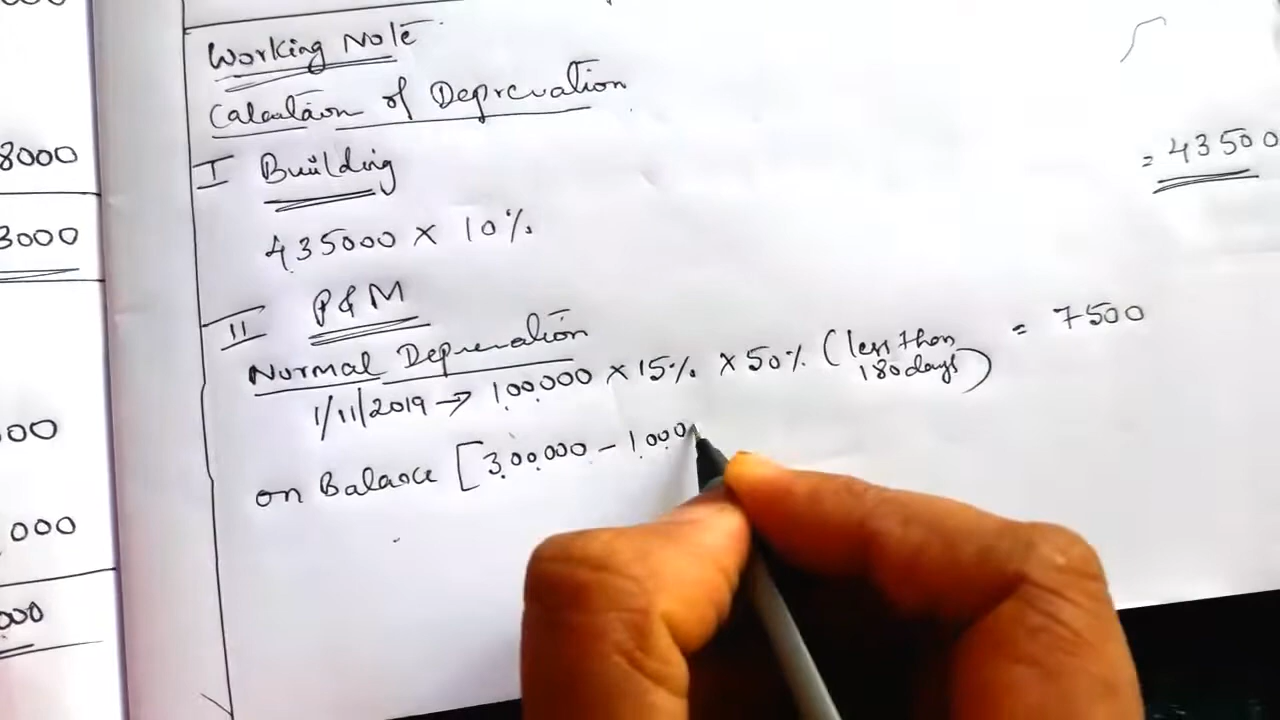 8000
3000
00
000
000
Working Note
Calculation of Depreciation
I Building
435000 × 10%
= 43500
II P&M
Normal Depreciation
1/11/2019 → 1,00,000 × 15% × 50% (less than 180 days) = 7500
on Balance [3,00,000 - 1,000